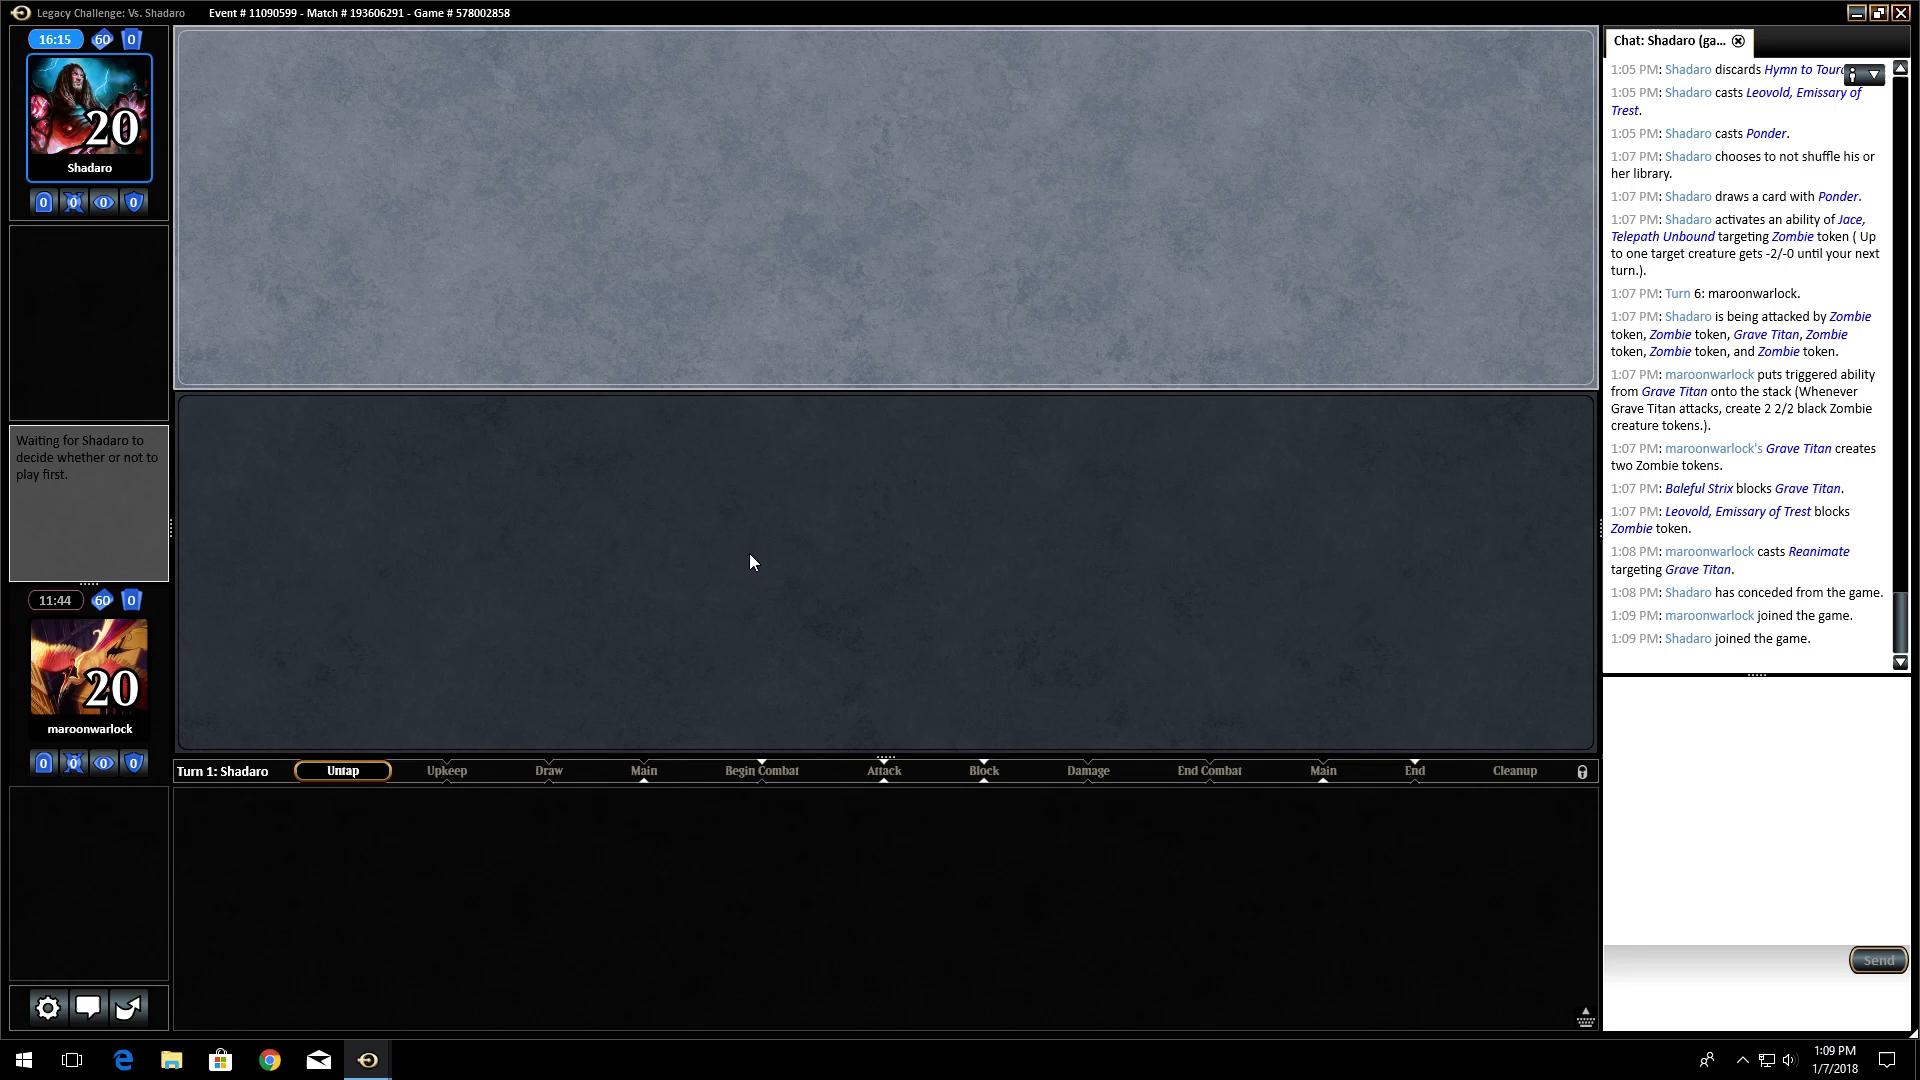 Legacy Challenge: Vs. Shadaro
Event # 11090599 - Match # 193606291 - Game # 578002858
16:15 60 0
20
Shadaro
0 0 0 0
Waiting for Shadaro to
decide whether or not to
play first.
11:44 60 0
20
maroonwarlock
0 0 0 0
Turn 1: Shadaro Untap Upkeep Draw Main Begin Combat Attack Block Damage End Combat Main End Cleanup
Chat: Shadaro (ga...
1:05 PM: Shadaro discards Hymn to Toura
1:05 PM: Shadaro casts Leovold, Emissary of
Trest.
1:05 PM: Shadaro casts Ponder.
1:07 PM: Shadaro chooses to not shuffle his or
her library.
1:07 PM: Shadaro draws a card with Ponder.
1:07 PM: Shadaro activates an ability of Jace,
Telepath Unbound targeting Zombie token ( Up
to one target creature gets -2/-0 until your next
turn.).
1:07 PM: Turn 6: maroonwarlock.
1:07 PM: Shadaro is being attacked by Zombie
token, Zombie token, Grave Titan, Zombie
token, Zombie token, and Zombie token.
1:07 PM: maroonwarlock puts triggered ability
from Grave Titan onto the stack (Whenever
Grave Titan attacks, create 2 2/2 black Zombie
creature tokens.).
1:07 PM: maroonwarlock's Grave Titan creates
two Zombie tokens.
1:07 PM: Baleful Strix blocks Grave Titan.
1:07 PM: Leovold, Emissary of Trest blocks
Zombie token.
1:08 PM: maroonwarlock casts Reanimate
targeting Grave Titan.
1:08 PM: Shadaro has conceded from the game.
1:09 PM: maroonwarlock joined the game.
1:09 PM: Shadaro joined the game.
Send
1:09 PM
1/7/2018